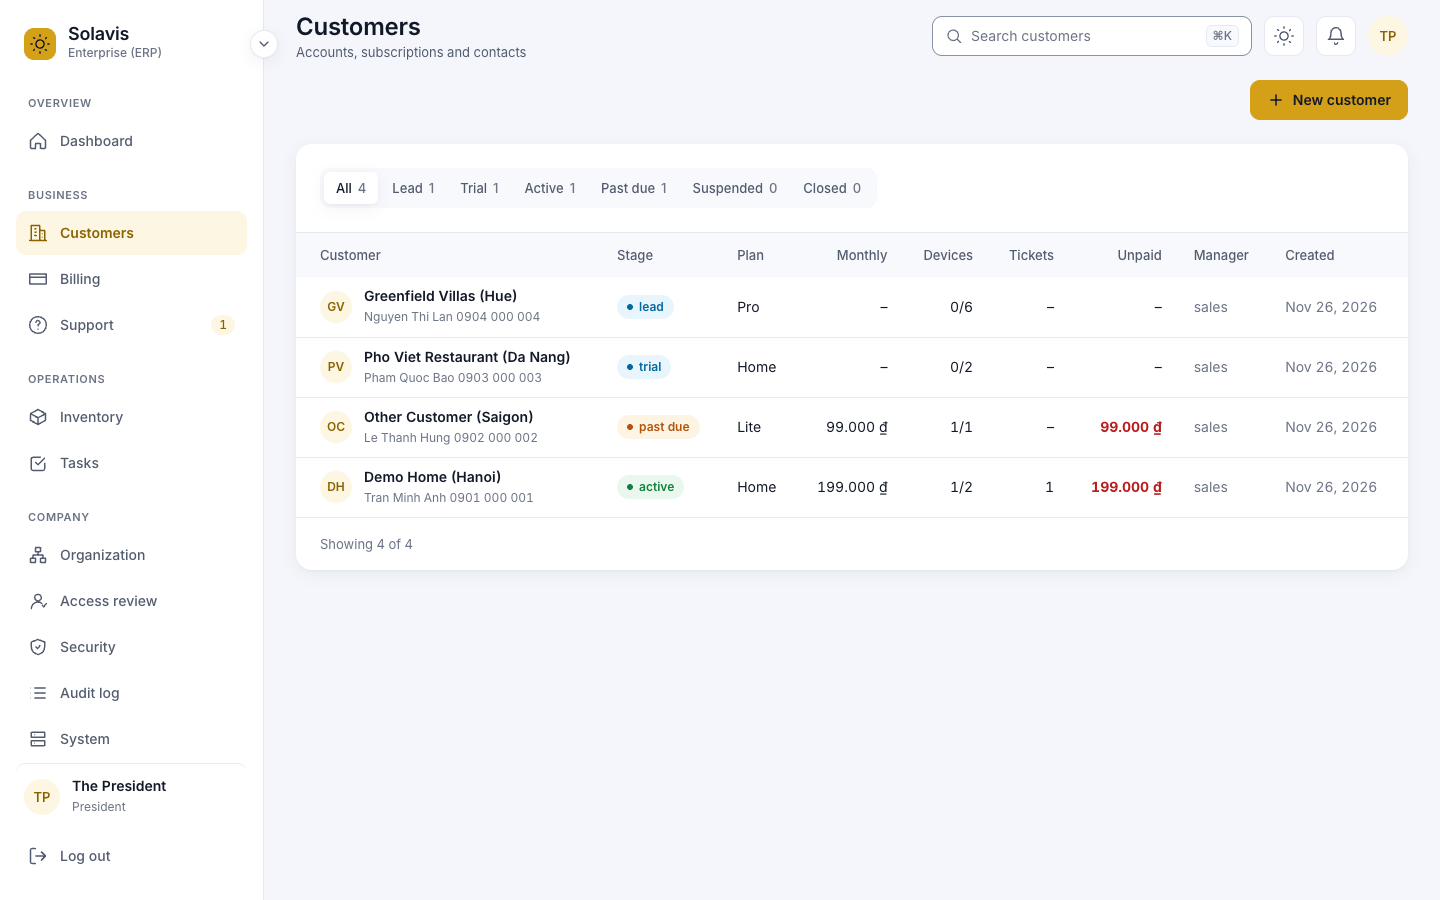 Solavis
Enterprise (ERP)
OVERVIEW
Dashboard
BUSINESS
Customers
Billing
Support 1
OPERATIONS
Inventory
Tasks
COMPANY
Organization
Access review
Security
Audit log
System
TP The President
President
Log out
Customers
Accounts, subscriptions and contacts
Search customers ⌘K
TP
+ New customer
All 4 Lead 1 Trial 1 Active 1 Past due 1 Suspended 0 Closed 0
Customer Stage Plan Monthly Devices Tickets Unpaid Manager Created
GV Greenfield Villas (Hue) lead Pro – 0/6 – – sales Nov 26, 2026
Nguyen Thi Lan 0904 000 004
PV Pho Viet Restaurant (Da Nang) trial Home – 0/2 – – sales Nov 26, 2026
Pham Quoc Bao 0903 000 003
OC Other Customer (Saigon) past due Lite 99.000 ₫ 1/1 – 99.000 ₫ sales Nov 26, 2026
Le Thanh Hung 0902 000 002
DH Demo Home (Hanoi) active Home 199.000 ₫ 1/2 1 199.000 ₫ sales Nov 26, 2026
Tran Minh Anh 0901 000 001
Showing 4 of 4